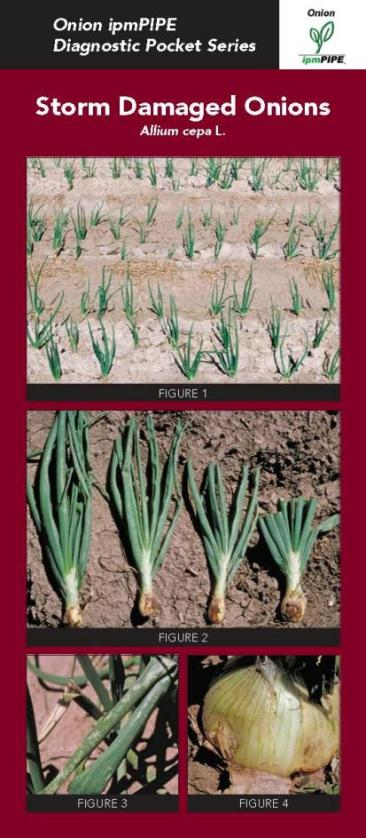 Onion ipmPIPE
Diagnostic Pocket Series
Onion
ipmPIPE
Storm Damaged Onions
Allium cepa L.
FIGURE 1
FIGURE 2
FIGURE 3
FIGURE 4